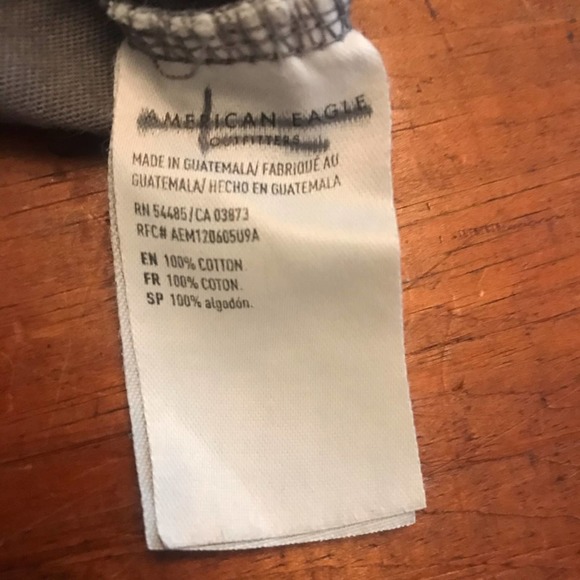 AMERICAN EAGLE
OUTFITTERS
MADE IN GUATEMALA/ FABRIQUÉ AU
GUATEMALA/ HECHO EN GUATEMALA
RN 54485/CA 03873
RFC# AEM120605U9A
EN 100% COTTON.
FR 100% COTON.
SP 100% algodón.